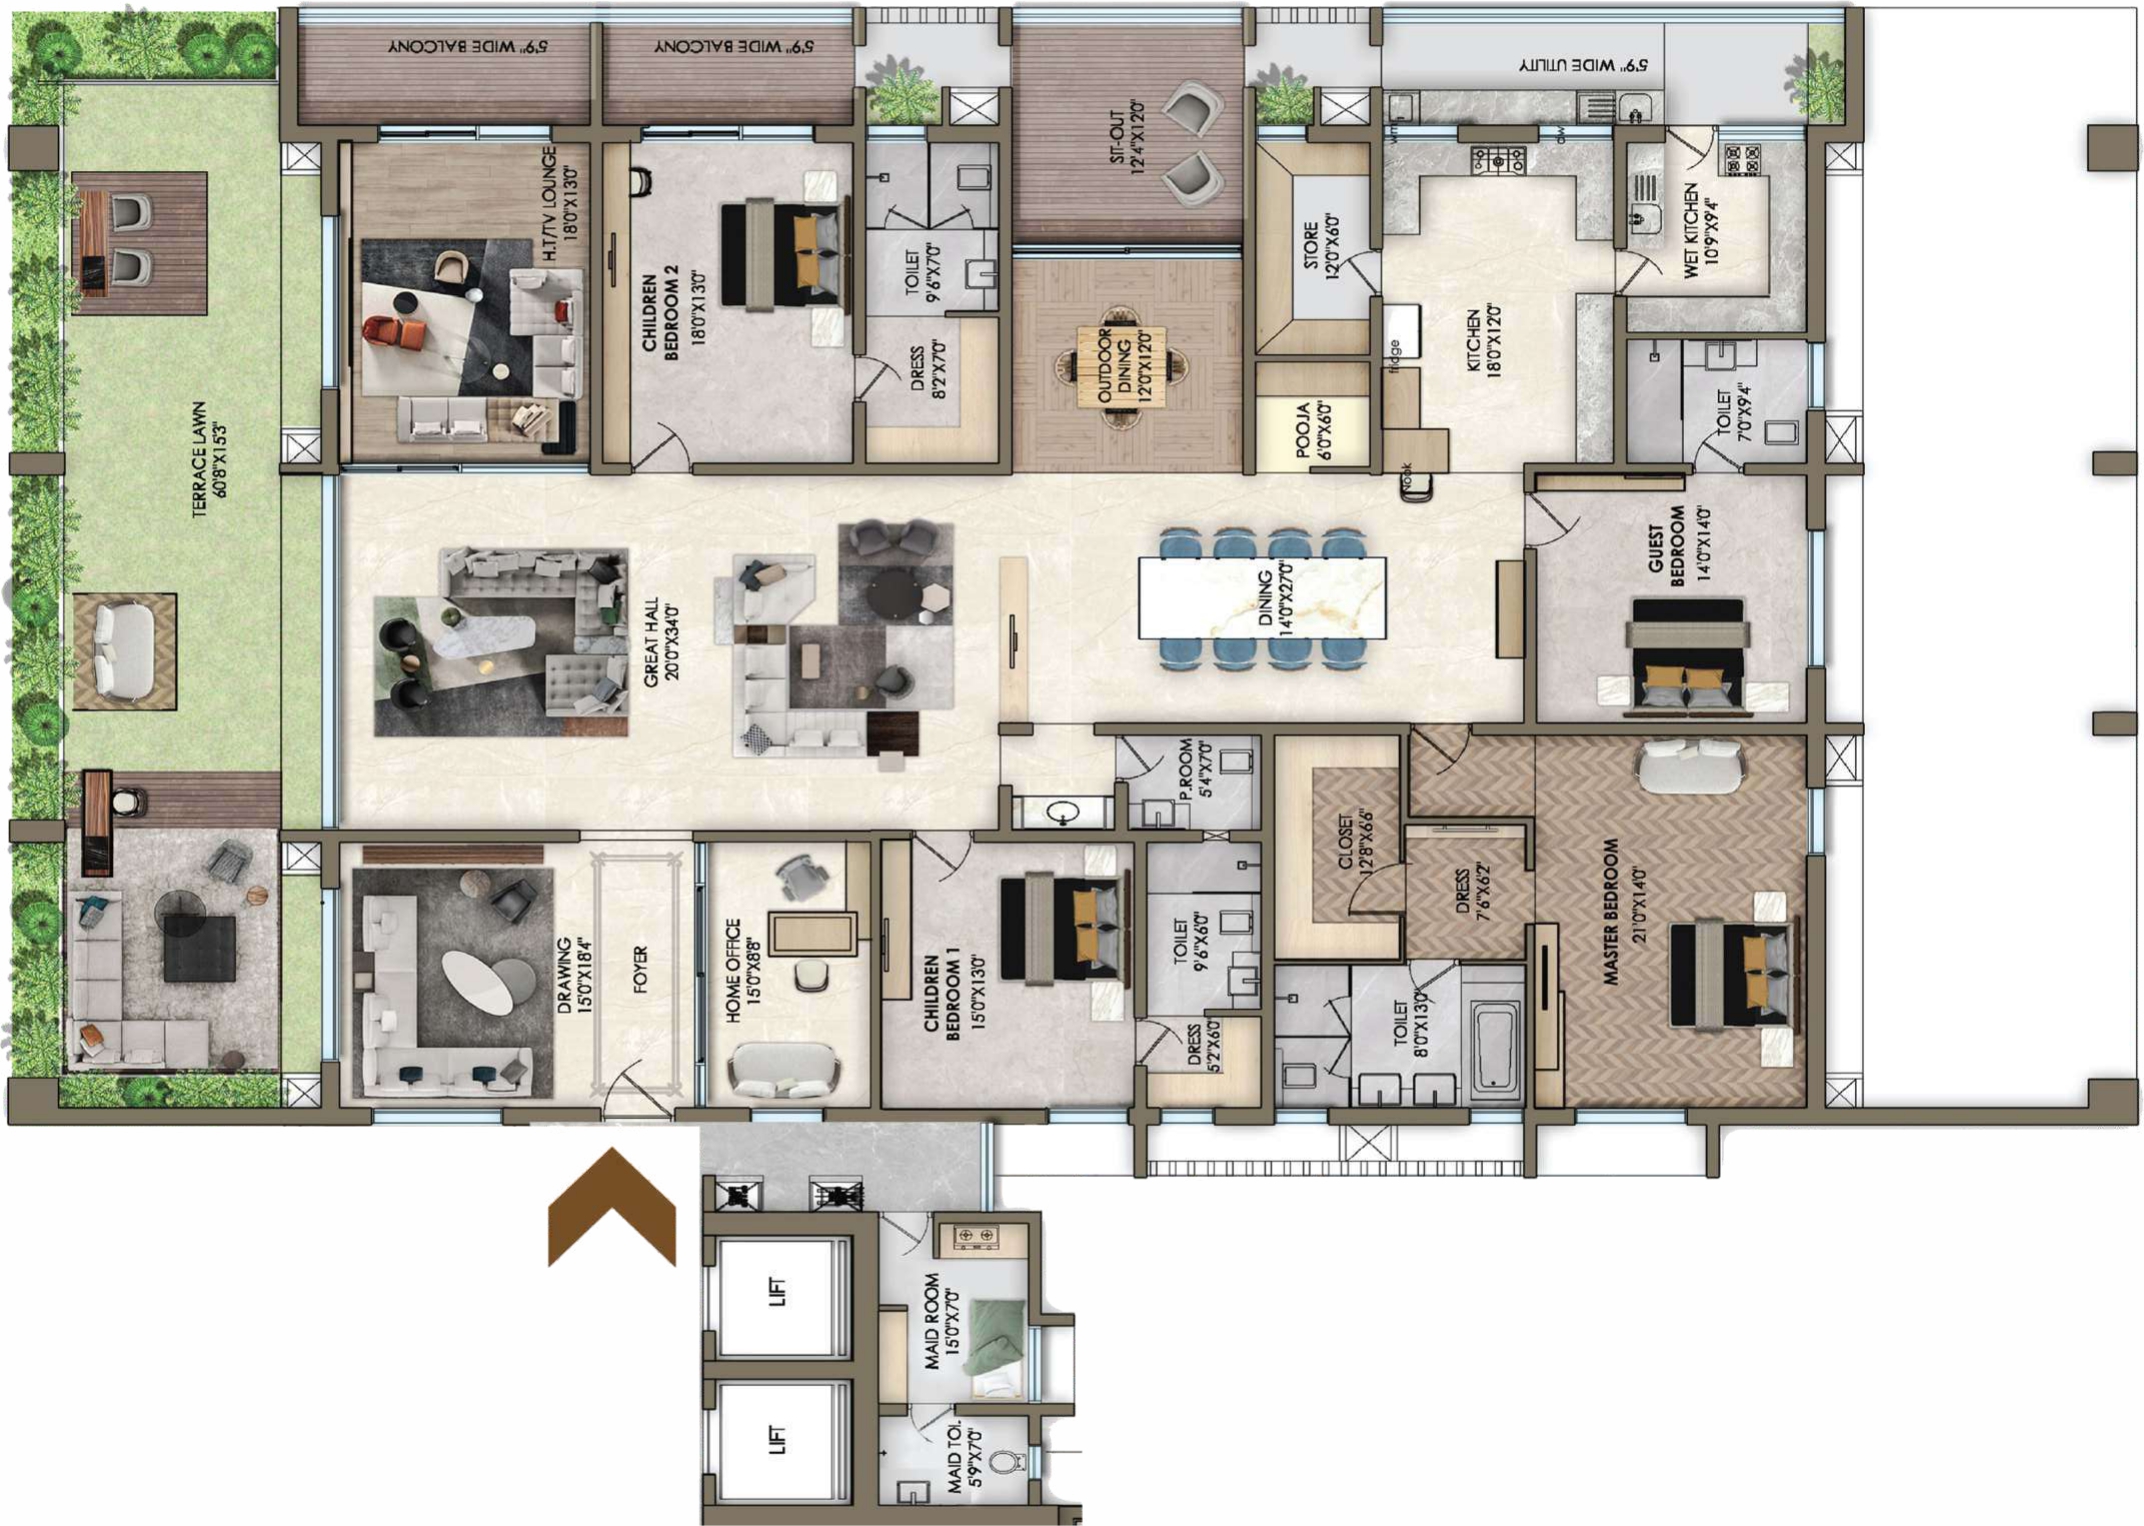 5'9" WIDE BALCONY
5'9" WIDE BALCONY
5'9" WIDE UTILITY
SIT-OUT
12'4"X12'0"
H.T/TV LOUNGE
18'0"X13'0"
CHILDREN
BEDROOM 2
18'0"X13'0"
TOILET
9'6"X7'0"
DRESS
8'2"X7'0"
OUTDOOR
DINING
12'0"X12'0"
STORE
12'0"X6'0"
POOJA
6'0"X6'0"
wm
dw
fridge
KITCHEN
18'0"X12'0"
Nook
WET KITCHEN
10'9"X9'4"
TOILET
7'0"X9'4"
TERRACE LAWN
60'8"X15'3"
GREAT HALL
20'0"X34'0"
DINING
14'0"X27'0"
GUEST
BEDROOM
14'0"X14'0"
P.ROOM
5'4"X7'0"
CLOSET
12'8"X6'6"
DRESS
7'6"X6'2"
MASTER BEDROOM
21'0"X14'0"
DRAWING
15'0"X18'4"
FOYER
HOME OFFICE
15'0"X8'8"
CHILDREN
BEDROOM 1
15'0"X13'0"
TOILET
9'6"X6'0"
DRESS
5'2"X6'0"
TOILET
8'0"X13'0"
LIFT
LIFT
MAID ROOM
15'0"X7'0"
MAID TOI.
5'9"X7'0"